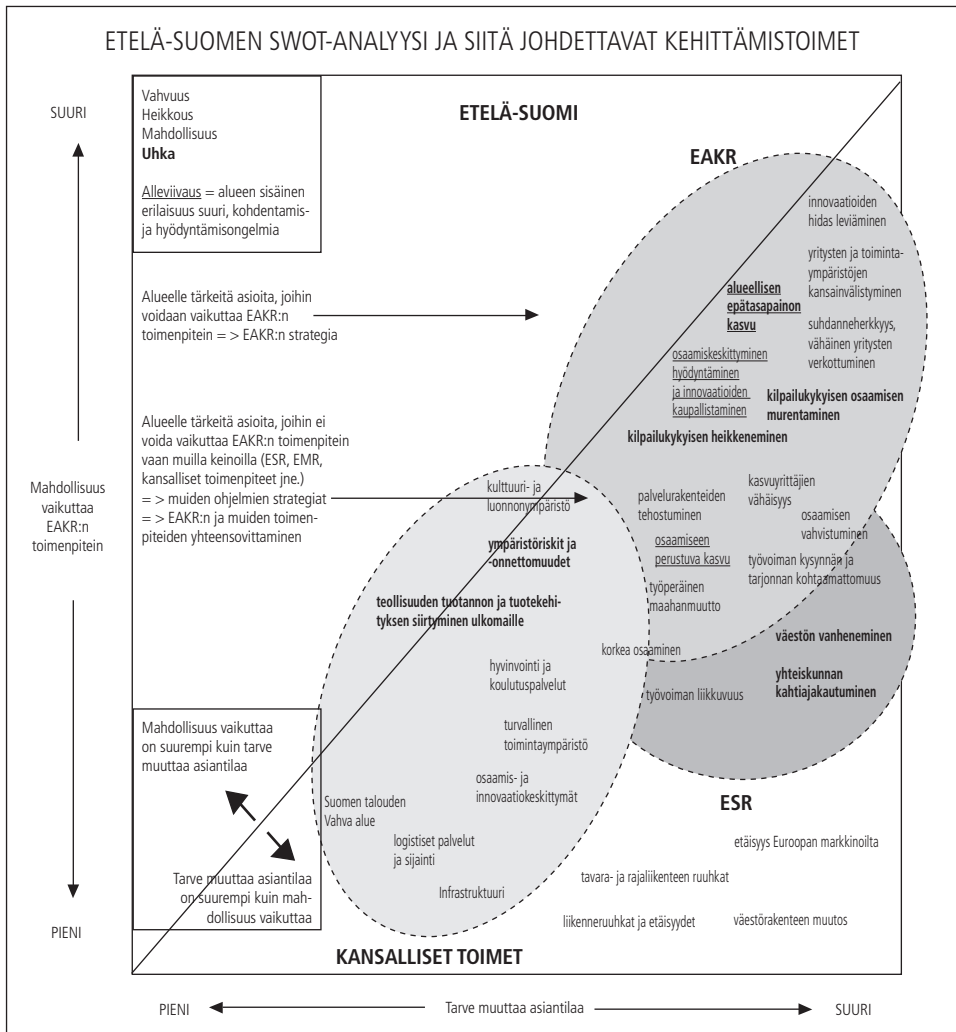 ETELÄ-SUOMEN SWOT-ANALYYSI JA SIITÄ JOHDETTAVAT KEHITTÄMISTOIMET
SUURI
Mahdollisuus
vaikuttaa
EAKR:n
toimenpitein
PIENI
Vahvuus
Heikkous
Mahdollisuus
Uhka
Alleviivaus = alueen sisäinen
erilaisuus suuri, kohdentamis-
ja hyödyntämisongelmia
ETELÄ-SUOMI
EAKR
Alueelle tärkeitä asioita, joihin
voidaan vaikuttaa EAKR:n
toimenpitein = > EAKR:n strategia
Alueelle tärkeitä asioita, joihin ei
voida vaikuttaa EAKR:n toimenpitein
vaan muilla keinoilla (ESR, EMR,
kansalliset toimenpiteet jne.)
= > muiden ohjelmien strategiat
= > EAKR:n ja muiden toimen-
piteiden yhteensovittaminen
innovaatioiden
hidas leviäminen
yritysten ja toiminta-
ympäristöjen
kansainvälistyminen
alueellisen
epätasapainon
kasvu
suhdanneherkkyys,
vähäinen yritysten
verkottuminen
osaamiskeskittyminen
hyödyntäminen
ja innovaatioiden
kaupallistaminen
kilpailukykyisen osaamisen
murentaminen
kilpailukykyisen heikkeneminen
kulttuuri- ja
luonnonympäristö
palvelurakenteiden
tehostuminen
kasvuyrittäjien
vähäisyys
osaamisen
vahvistuminen
ympäristöriskit ja
-onnettomuudet
osaamiseen
perustuva kasvu
työvoiman kysynnän ja
tarjonnan kohtaamattomuus
työperäinen
maahanmuutto
teollisuuden tuotannon ja tuotekehi-
tyksen siirtyminen ulkomaille
väestön vanheneminen
korkea osaaminen
hyvinvointi ja
koulutuspalvelut
työvoiman liikkuvuus
yhteiskunnan
kahtiajakautuminen
turvallinen
toimintaympäristö
osaamis- ja
innovaatiokeskittymät
ESR
Mahdollisuus vaikuttaa
on suurempi kuin tarve
muuttaa asiantilaa
Tarve muuttaa asiantilaa
on suurempi kuin mah-
dollisuus vaikuttaa
Suomen talouden
Vahva alue
logistiset palvelut
ja sijainti
Infrastruktuuri
etäisyys Euroopan markkinoilta
tavara- ja rajaliikenteen ruuhkat
liikenneruuhkat ja etäisyydet
väestörakenteen muutos
KANSALLISET TOIMET
PIENI
Tarve muuttaa asiantilaa
SUURI